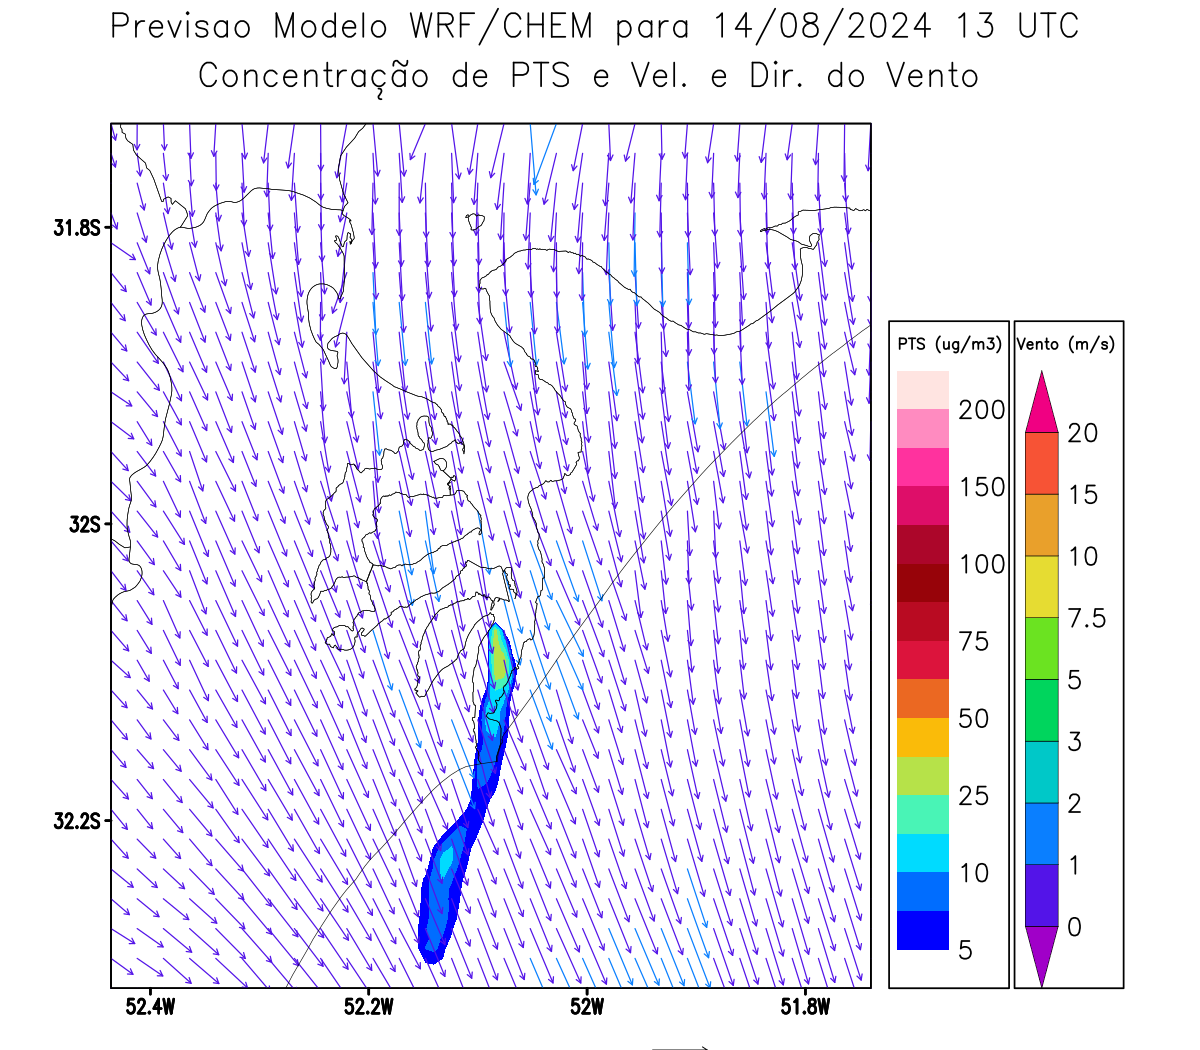 Previsao Modelo WRF/CHEM para 14/08/2024 13 UTC
Concentração de PTS e Vel. e Dir. do Vento
31.8S
32S
32.2S
52.4W 52.2W 52W 51.8W
PTS (ug/m3)
200
150
100
75
50
25
10
5
Vento (m/s)
20
15
10
7.5
5
3
2
1
0